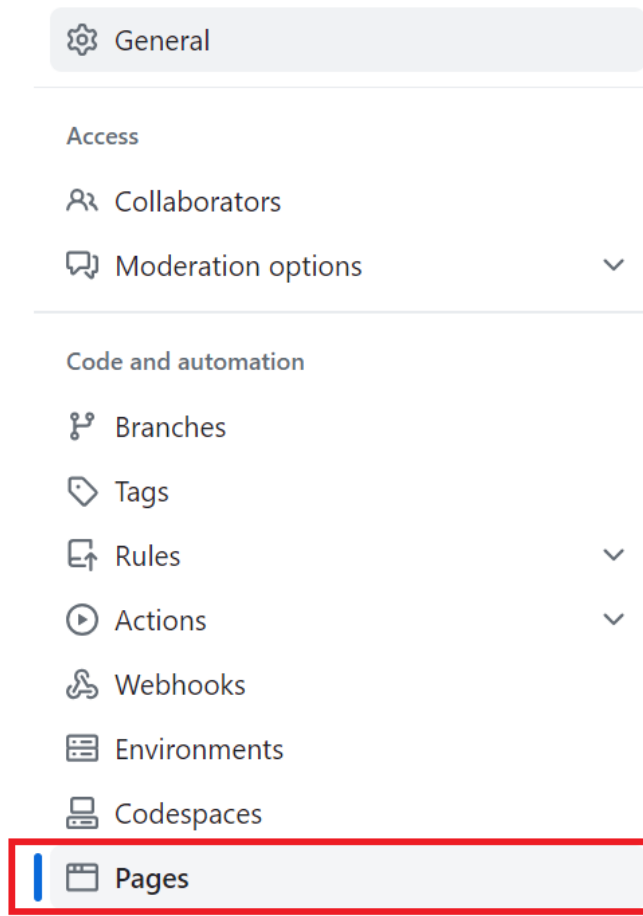 General
Access
Collaborators
Moderation options
Code and automation
Branches
Tags
Rules
Actions
Webhooks
Environments
Codespaces
Pages